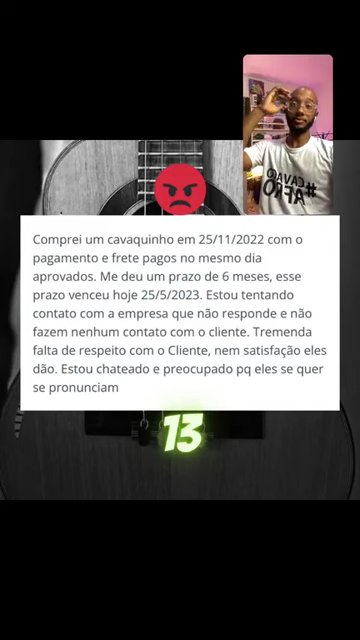 #CAVACO
AFRO
Comprei um cavaquinho em 25/11/2022 com o
pagamento e frete pagos no mesmo dia
aprovados. Me deu um prazo de 6 meses, esse
prazo venceu hoje 25/5/2023. Estou tentando
contato com a empresa que não responde e não
fazem nenhum contato com o cliente. Tremenda
falta de respeito com o Cliente, nem satisfação eles
dão. Estou chateado e preocupado pq eles se quer
se pronunciam
13